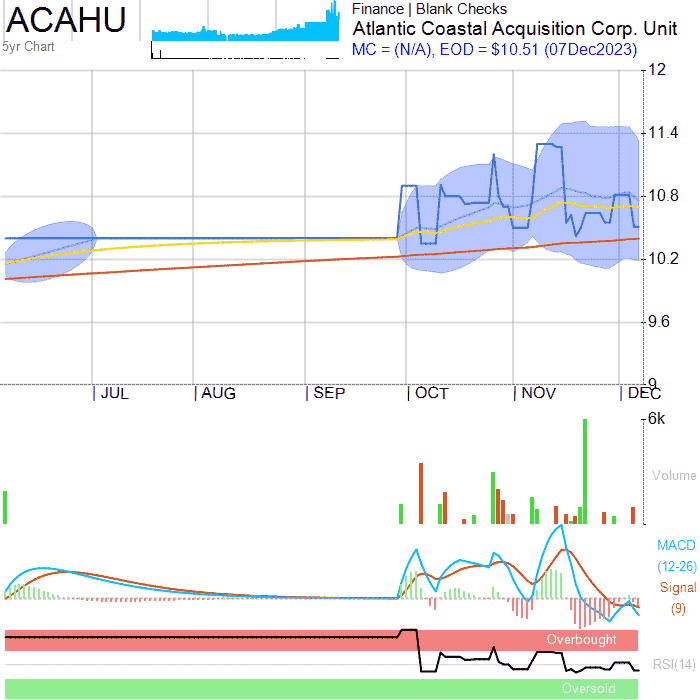 ACAHU
5yr Chart
Finance | Blank Checks
Atlantic Coastal Acquisition Corp. Unit
MC = (N/A), EOD = $10.51 (07Dec2023)
12
11.4
10.8
10.2
9.6
9
JUL AUG SEP OCT NOV DEC
6k
Volume
MACD
(12-26)
Signal
(9)
Overbought
RSI(14)
Oversold